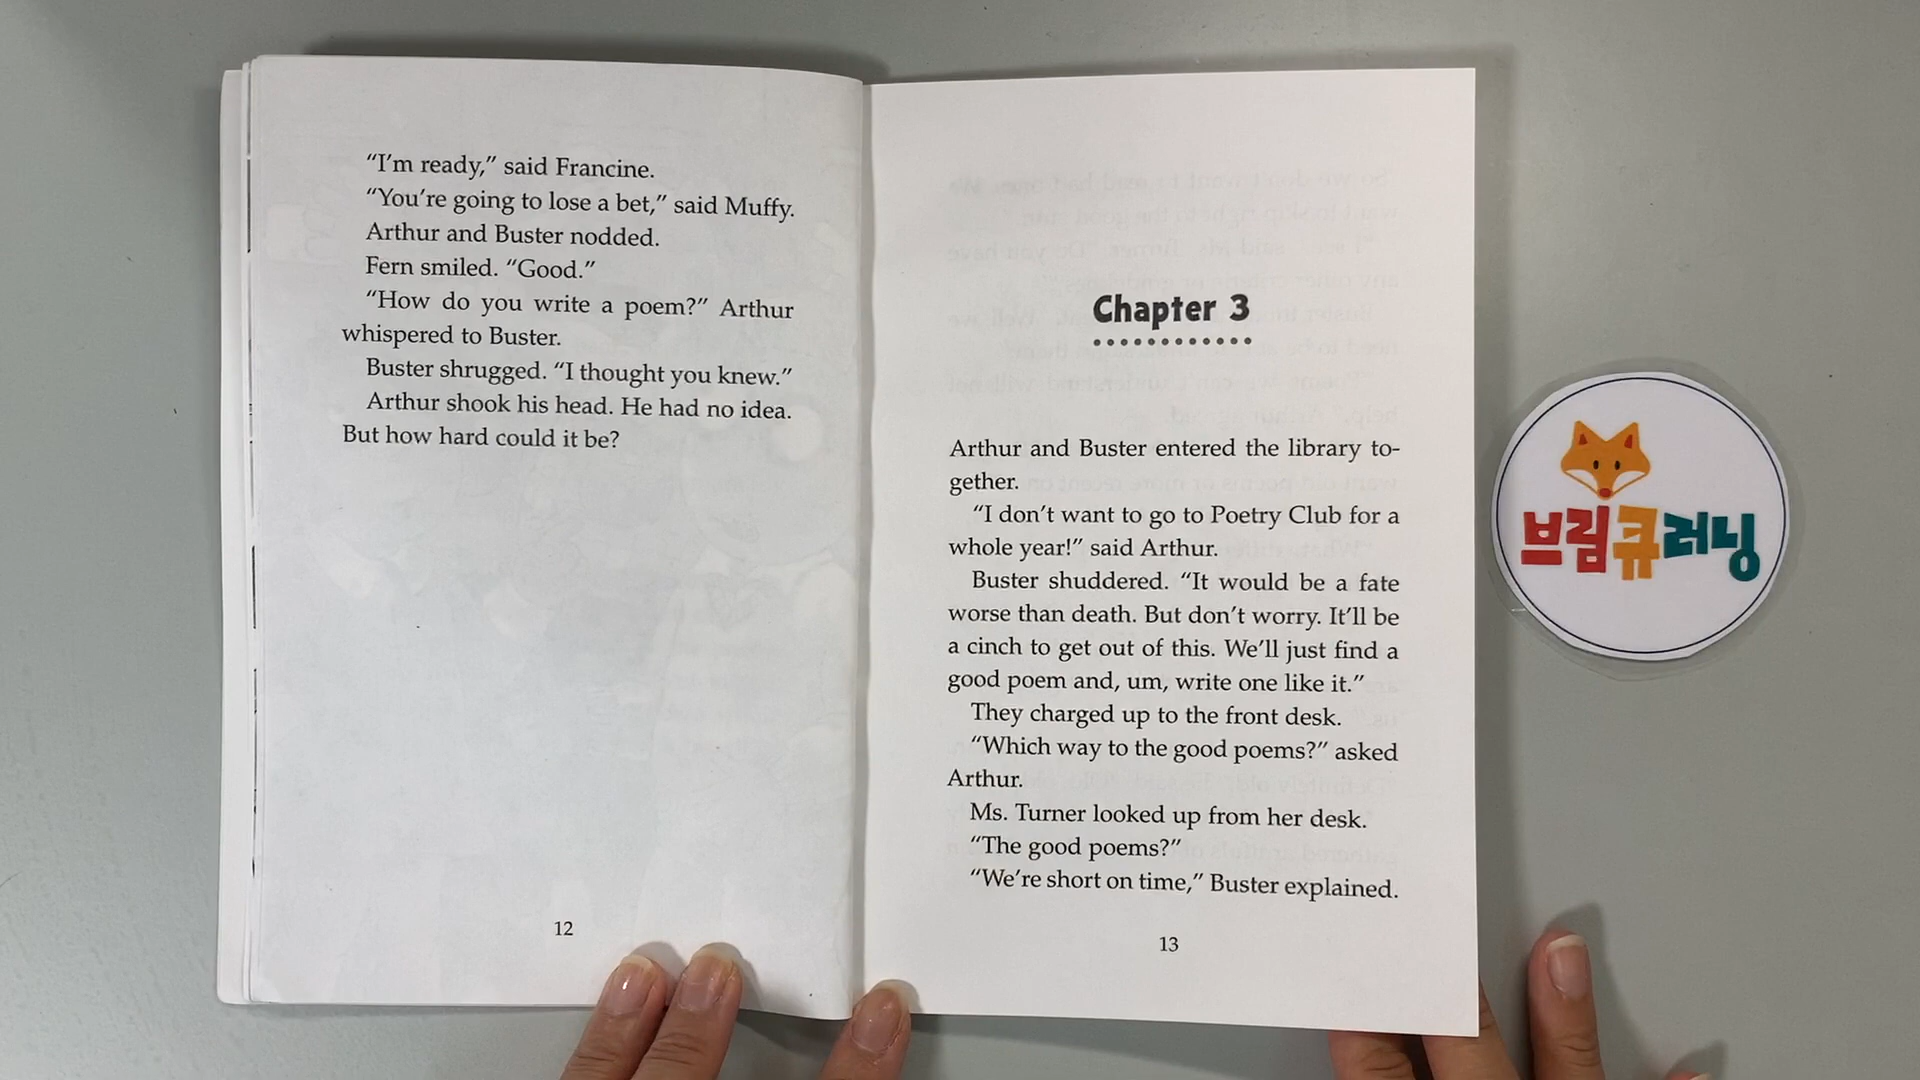 “I’m ready,” said Francine.
“You’re going to lose a bet,” said Muffy.
Arthur and Buster nodded.
Fern smiled. “Good.”
“How do you write a poem?” Arthur
whispered to Buster.
Buster shrugged. “I thought you knew.”
Arthur shook his head. He had no idea.
But how hard could it be?
12
Chapter 3
Arthur and Buster entered the library to-
gether.
“I don’t want to go to Poetry Club for a
whole year!” said Arthur.
Buster shuddered. “It would be a fate
worse than death. But don’t worry. It’ll be
a cinch to get out of this. We’ll just find a
good poem and, um, write one like it.”
They charged up to the front desk.
“Which way to the good poems?” asked
Arthur.
Ms. Turner looked up from her desk.
“The good poems?”
“We’re short on time,” Buster explained.
13
브림큐러닝